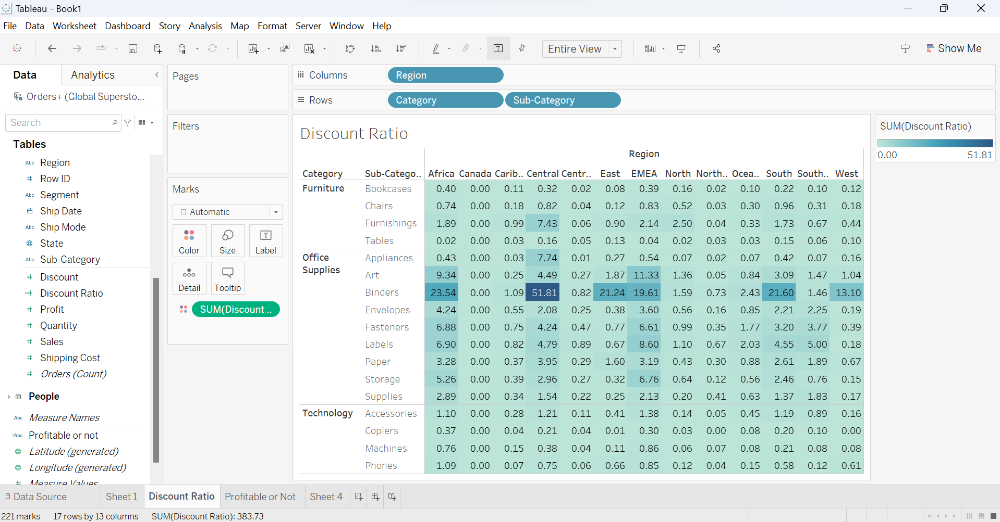 Tableau - Book1
File Data Worksheet Dashboard Story Analysis Map Format Server Window Help
Entire View
Show Me
Data
Analytics
Orders+ (Global Supersto...
Search
Tables
Abc Region
# Row ID
Abc Segment
Ship Date
Abc Ship Mode
State
Abc Sub-Category
# Discount
=# Discount Ratio
# Profit
# Quantity
# Sales
# Shipping Cost
# Orders (Count)
People
Abc Measure Names
=Abc Profitable or not
Latitude (generated)
Longitude (generated)
# Measure Values
Pages
Filters
Marks
Automatic
Color
Size
T
Label
Detail
Tooltip
SUM(Discount ..
Columns
Region
Rows
Category
Sub-Category
Discount Ratio
Region
Category Sub-Catego.. Africa Canada Carib.. Central Centr.. East EMEA North North.. Ocea.. South South.. West
Furniture Bookcases 0.40 0.00 0.11 0.32 0.02 0.08 0.39 0.16 0.02 0.10 0.22 0.10 0.12
Chairs 0.74 0.00 0.18 0.82 0.04 0.12 0.83 0.52 0.03 0.30 0.96 0.31 0.18
Furnishings 1.89 0.00 0.99 7.43 0.06 0.90 2.14 2.50 0.04 0.33 1.73 0.67 0.44
Tables 0.02 0.00 0.03 0.16 0.05 0.13 0.04 0.02 0.03 0.03 0.15 0.06 0.10
Office Supplies Appliances 0.43 0.00 0.03 7.74 0.01 0.27 0.54 0.07 0.02 0.07 0.42 0.07 0.16
Art 9.34 0.00 0.25 4.49 0.27 1.87 11.33 1.36 0.05 0.84 3.09 1.47 1.04
Binders 23.54 0.00 1.09 51.81 0.82 21.24 19.61 1.59 0.73 2.43 21.60 1.46 13.10
Envelopes 4.24 0.00 0.55 2.08 0.25 0.38 3.60 0.56 0.16 0.85 2.21 2.25 0.19
Fasteners 6.88 0.00 0.75 4.24 0.47 0.77 6.61 0.99 0.35 1.77 3.20 3.77 0.39
Labels 6.90 0.00 0.82 4.79 0.89 0.67 8.60 1.10 0.67 2.03 4.55 5.00 0.18
Paper 3.28 0.00 0.37 3.95 0.29 1.60 3.19 0.43 0.30 0.88 2.61 1.89 0.67
Storage 5.26 0.00 0.39 2.96 0.27 0.32 6.76 0.64 0.12 0.56 2.46 0.76 0.15
Supplies 2.89 0.00 0.34 1.54 0.22 0.25 2.13 0.20 0.41 0.63 1.37 1.83 0.17
Technology Accessories 1.10 0.00 0.28 1.21 0.11 0.41 1.38 0.14 0.05 0.45 1.19 0.89 0.16
Copiers 0.37 0.00 0.04 0.21 0.04 0.01 0.30 0.03 0.00 0.08 0.20 0.10 0.00
Machines 0.76 0.00 0.15 0.38 0.04 0.11 0.86 0.06 0.07 0.08 0.21 0.08 0.08
Phones 1.09 0.00 0.07 0.75 0.06 0.66 0.85 0.12 0.04 0.15 0.58 0.12 0.61
SUM(Discount Ratio)
0.00 51.81
Data Source Sheet 1 Discount Ratio Profitable or Not Sheet 4
221 marks 17 rows by 13 columns SUM(Discount Ratio): 383.73